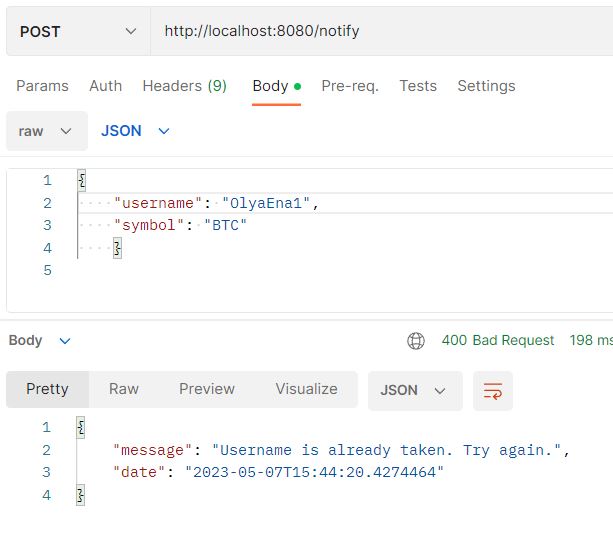 POST http://localhost:8080/notify
Params Auth Headers (9) Body Pre-req. Tests Settings
raw JSON
1 {
2 "username": "OlyaEna1",
3 "symbol": "BTC"
4 }
5
Body 400 Bad Request 198 ms
Pretty Raw Preview Visualize JSON
1 {
2 "message": "Username is already taken. Try again.",
3 "date": "2023-05-07T15:44:20.4274464"
4 }